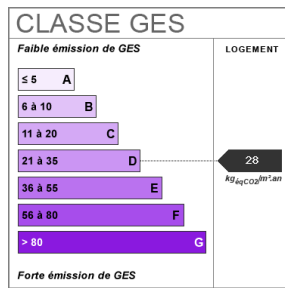 CLASSE GES
Faible émission de GES
LOGEMENT
≤ 5 A
6 à 10 B
11 à 20 C
21 à 35 D
28
kgéqCO2/m².an
36 à 55 E
56 à 80 F
> 80 G
Forte émission de GES